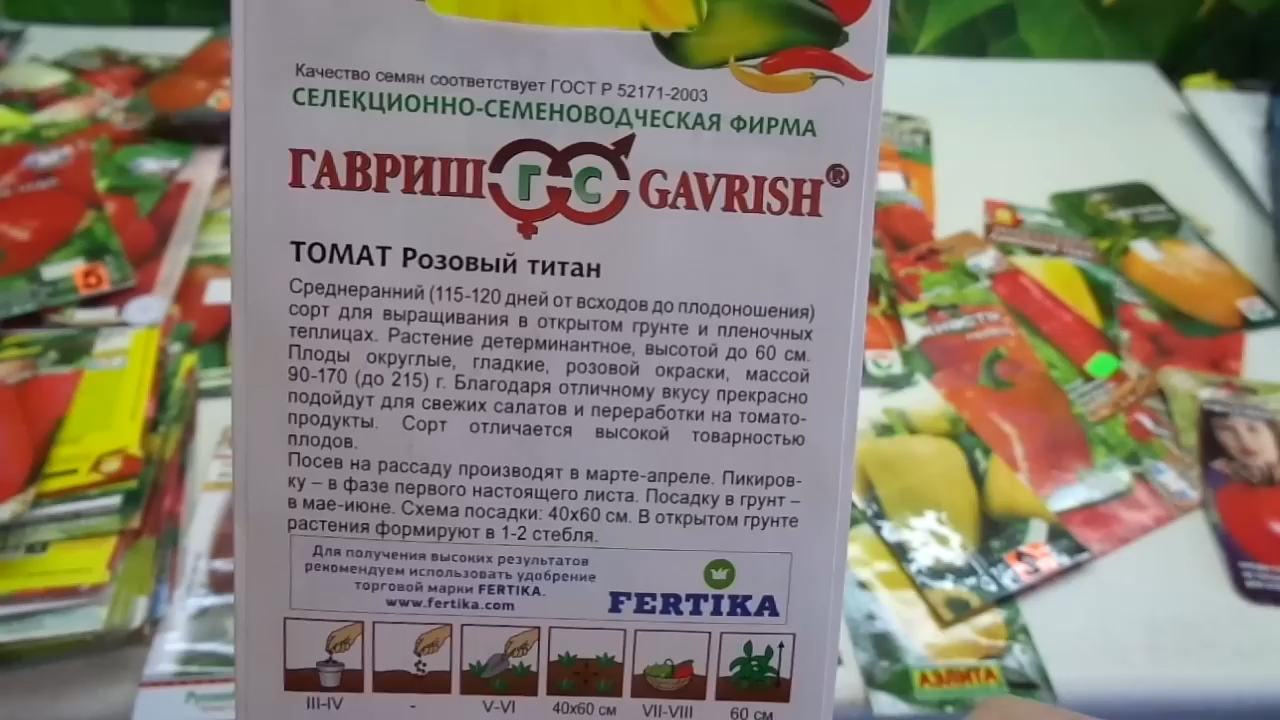 Качество семян соответствует ГОСТ Р 52171-2003
СЕЛЕКЦИОННО-СЕМЕНОВОДЧЕСКАЯ ФИРМА
ГАВРИШ ГС GAVRISH®
ТОМАТ Розовый титан
Среднеранний (115-120 дней от всходов до плодоношения)
сорт для выращивания в открытом грунте и пленочных
теплицах. Растение детерминантное, высотой до 60 см.
Плоды округлые, гладкие, розовой окраски, массой
90-170 (до 215) г. Благодаря отличному вкусу прекрасно
подойдут для свежих салатов и переработки на томато-
продукты. Сорт отличается высокой товарностью
плодов.
Посев на рассаду производят в марте-апреле. Пикиров-
ку – в фазе первого настоящего листа. Посадку в грунт –
в мае-июне. Схема посадки: 40х60 см. В открытом грунте
растения формируют в 1-2 стебля.
Для получения высоких результатов
рекомендуем использовать удобрение
торговой марки FERTIKA.
www.fertika.com
FERTIKA
III-IV - V-VI 40х60 см VII-VIII 60 см
АЭЛИТА